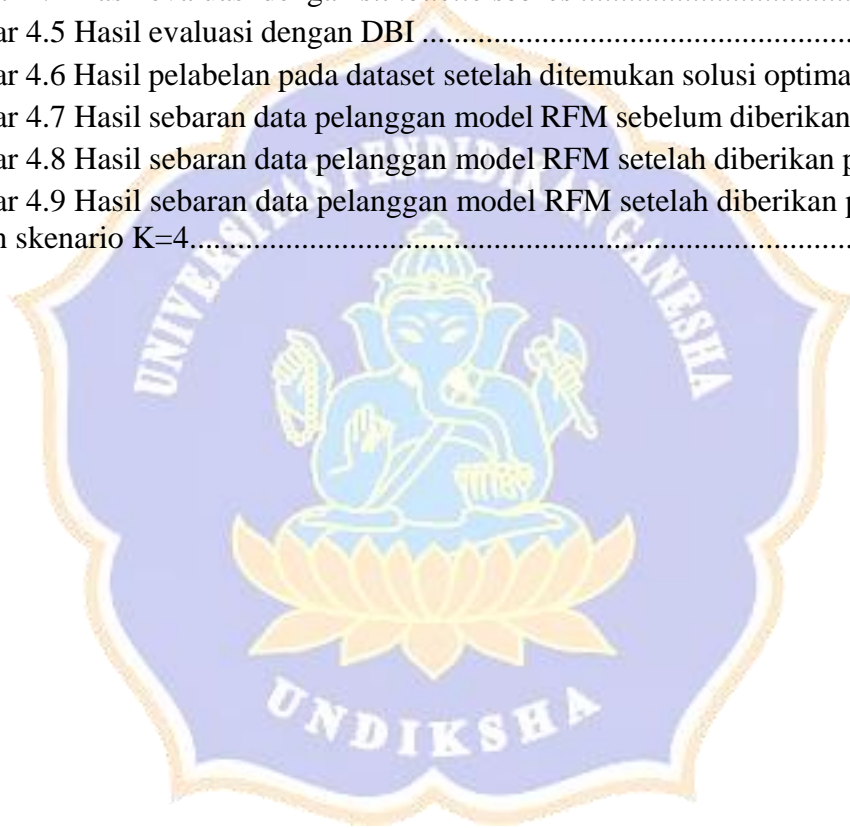 ar 4.5 Hasil evaluasi dengan DBI ......................................................
ar 4.6 Hasil pelabelan pada dataset setelah ditemukan solusi optima
ar 4.7 Hasil sebaran data pelanggan model RFM sebelum diberikan
ar 4.8 Hasil sebaran data pelanggan model RFM setelah diberikan p
ar 4.9 Hasil sebaran data pelanggan model RFM setelah diberikan p
n skenario K=4...................................................................................
UNIVERSITAS PENDIDIKAN GANESHA
UNDIKSHA